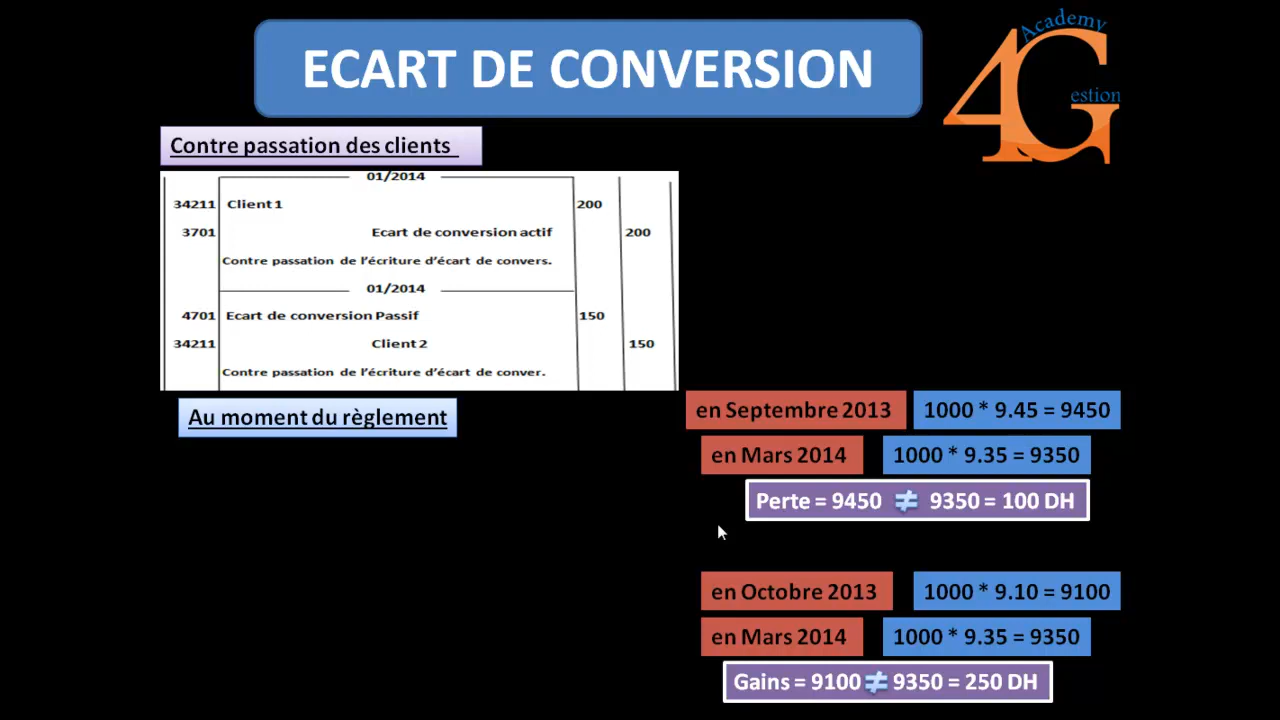 ECART DE CONVERSION
Academy
4G
estion
Contre passation des clients
01/2014
34211 Client 1 200
3701 Ecart de conversion actif 200
Contre passation de l'écriture d'écart de convers.
01/2014
4701 Ecart de conversion Passif 150
34211 Client 2 150
Contre passation de l'écriture d'écart de conver.
Au moment du règlement
en Septembre 2013 1000 * 9.45 = 9450
en Mars 2014 1000 * 9.35 = 9350
Perte = 9450 ≠ 9350 = 100 DH
en Octobre 2013 1000 * 9.10 = 9100
en Mars 2014 1000 * 9.35 = 9350
Gains = 9100 ≠ 9350 = 250 DH